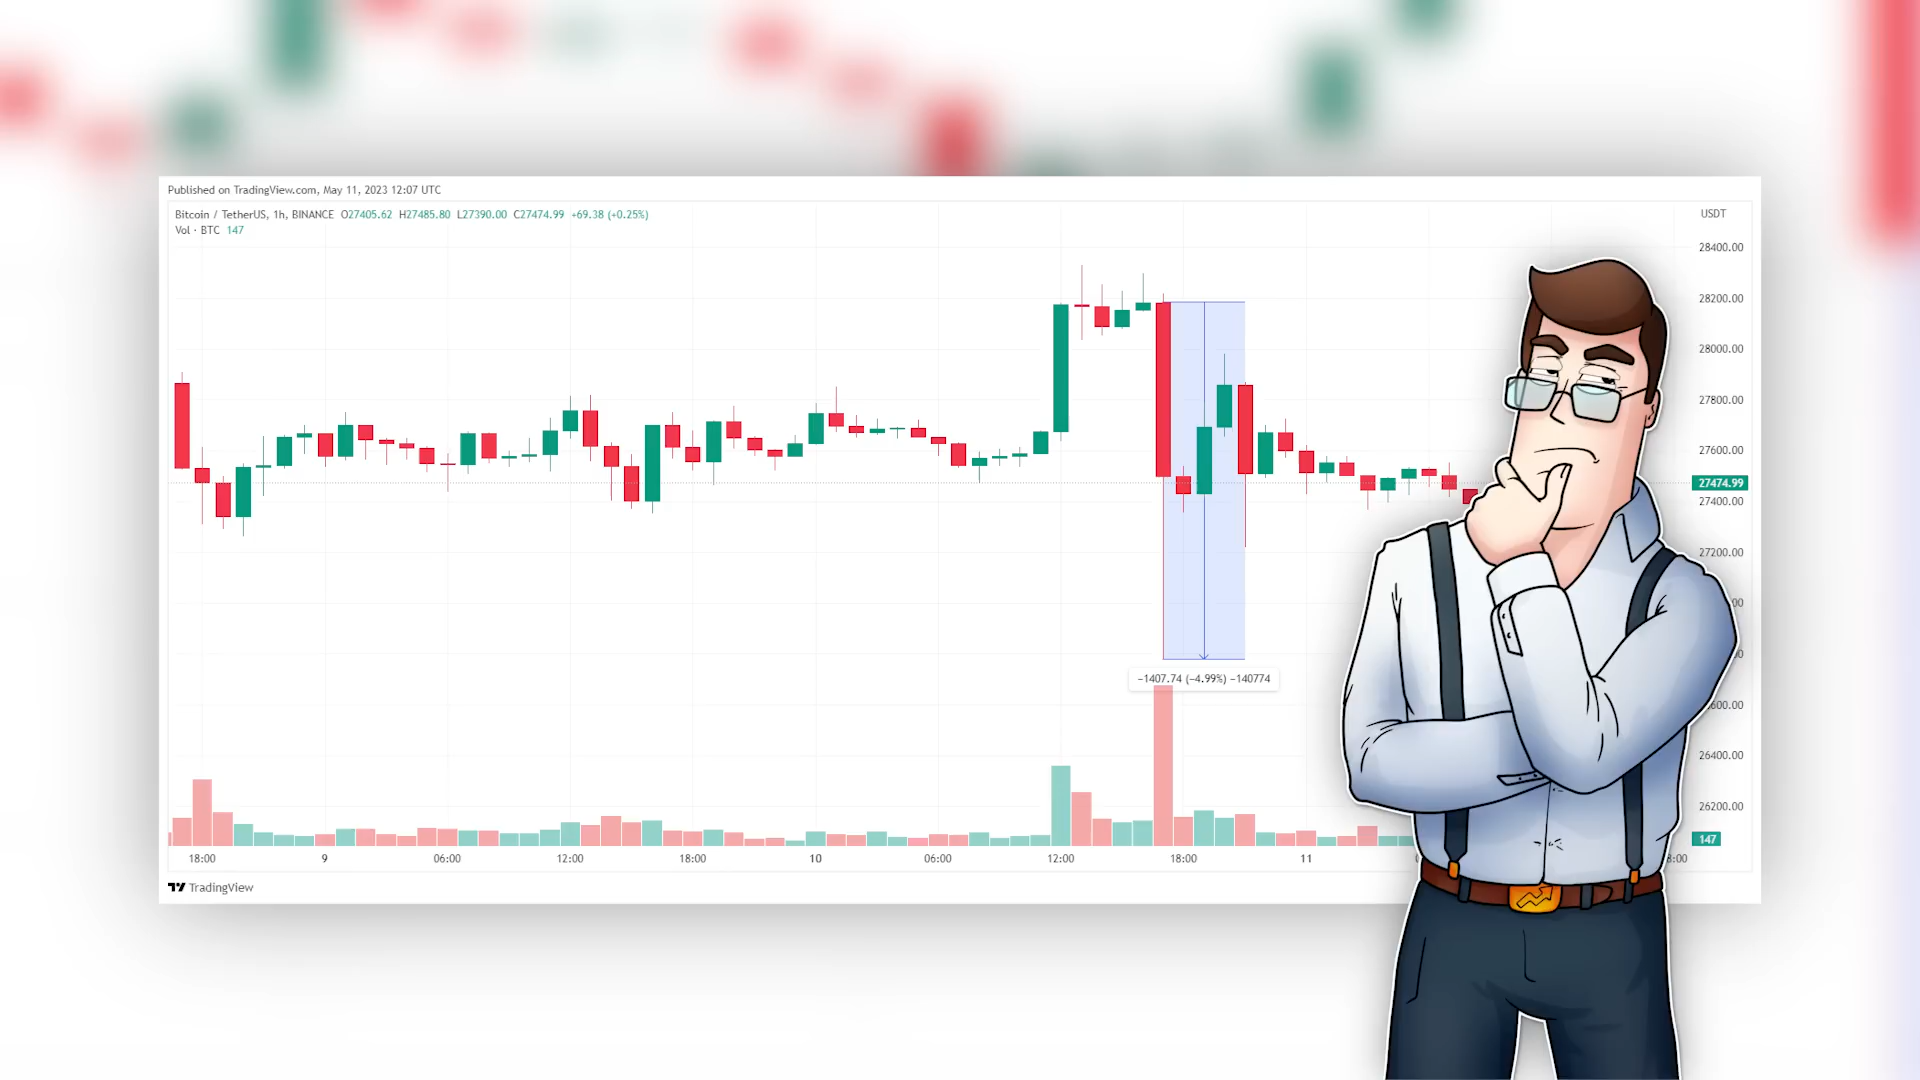 Published on TradingView.com, May 11, 2023 12:07 UTC
Bitcoin / TetherUS, 1h, BINANCE O27405.62 H27485.80 L27390.00 C27474.99 +69.38 (+0.25%)
Vol · BTC 147
USDT
28400.00
28200.00
28000.00
27800.00
27600.00
27474.99
27400.00
27200.00
−1407.74 (−4.99%) −140774
26400.00
26200.00
147
18:00 9 06:00 12:00 18:00 10 06:00 12:00 18:00 11
TradingView